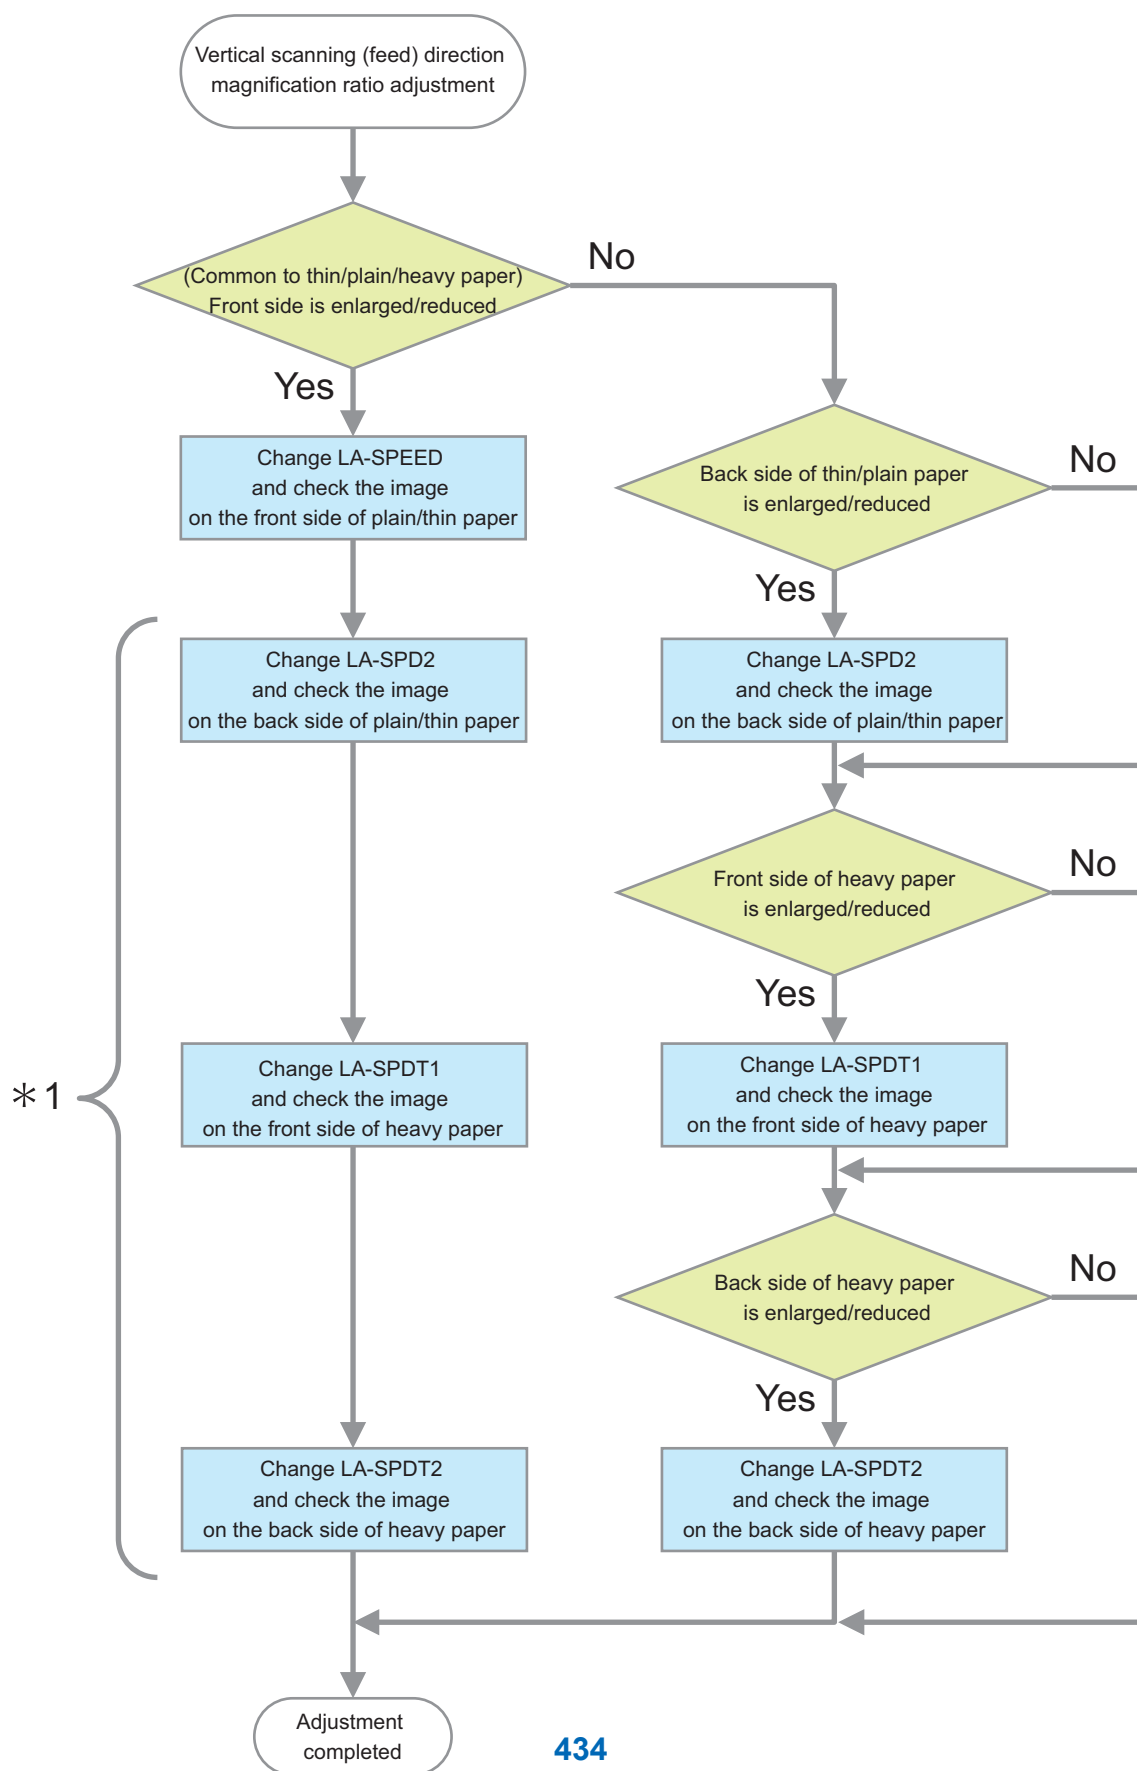 Vertical scanning (feed) direction
magnification ratio adjustment
(Common to thin/plain/heavy paper)
Front side is enlarged/reduced
No
Yes
Change LA-SPEED
and check the image
on the front side of plain/thin paper
Back side of thin/plain paper
is enlarged/reduced
No
Yes
Change LA-SPD2
and check the image
on the back side of plain/thin paper
Change LA-SPD2
and check the image
on the back side of plain/thin paper
Front side of heavy paper
is enlarged/reduced
No
Yes
*1
Change LA-SPDT1
and check the image
on the front side of heavy paper
Change LA-SPDT1
and check the image
on the front side of heavy paper
Back side of heavy paper
is enlarged/reduced
No
Yes
Change LA-SPDT2
and check the image
on the back side of heavy paper
Change LA-SPDT2
and check the image
on the back side of heavy paper
Adjustment
completed
434